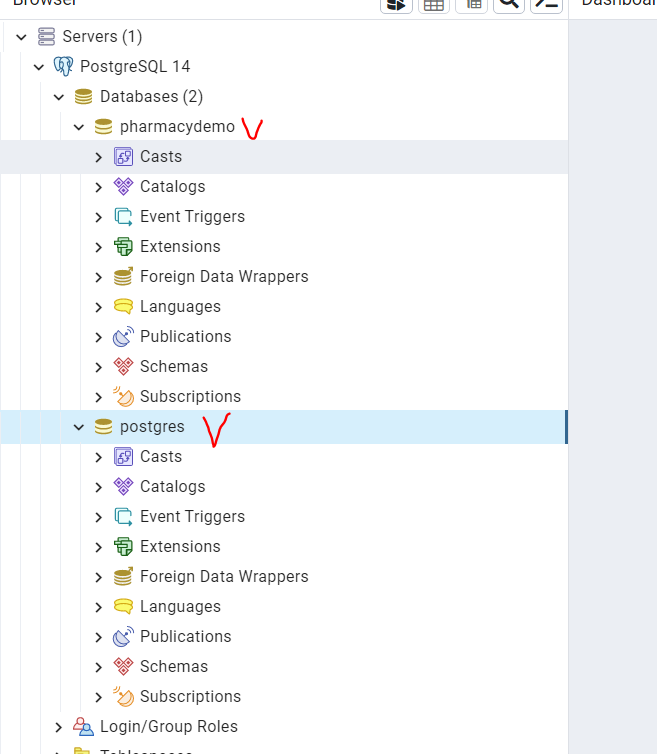 Browser
Dashboar
Servers (1)
PostgreSQL 14
Databases (2)
pharmacydemo
Casts
Catalogs
Event Triggers
Extensions
Foreign Data Wrappers
Languages
Publications
Schemas
Subscriptions
postgres
Casts
Catalogs
Event Triggers
Extensions
Foreign Data Wrappers
Languages
Publications
Schemas
Subscriptions
Login/Group Roles
Tablespaces